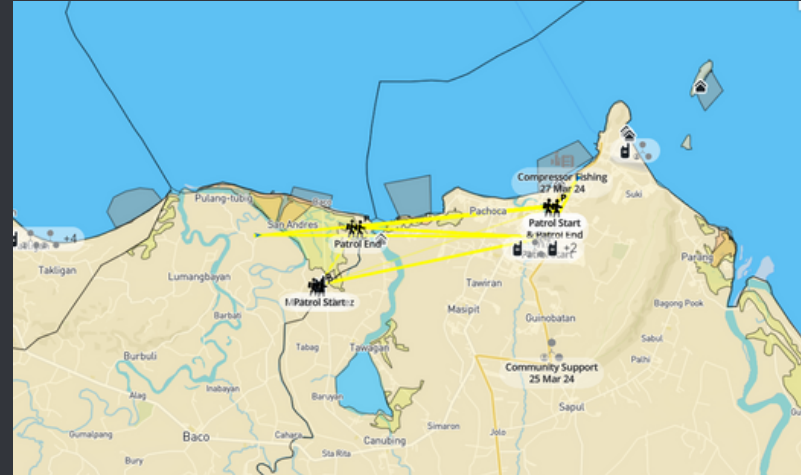 Compressor Fishing
27 Mar 24
Suki
Pulang-tubig
Pachoca
San Andres
Patrol Start
& Patrol End
Patrol End
+2
+4
Parang
Takligan
Lumangbayan
Tawiran
Patrol Start
Bagong Pook
Barbati
Masipit
Guinobatan
Sabul
Burbuli
Tabag
Tawagan
Palhi
Community Support
25 Mar 24
Inabayan
Alag
Baruyan
Sapul
Gumalpang
Baco
Cahara
Canubing
Simaron
Jolo
Sta Rita
Bury